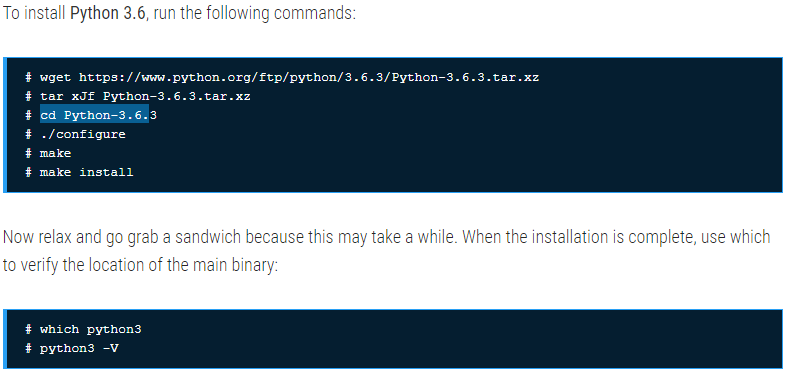 To install Python 3.6, run the following commands:
# wget https://www.python.org/ftp/python/3.6.3/Python-3.6.3.tar.xz
# tar xJf Python-3.6.3.tar.xz
# cd Python-3.6.3
# ./configure
# make
# make install
Now relax and go grab a sandwich because this may take a while. When the installation is complete, use which
to verify the location of the main binary:
# which python3
# python3 -V